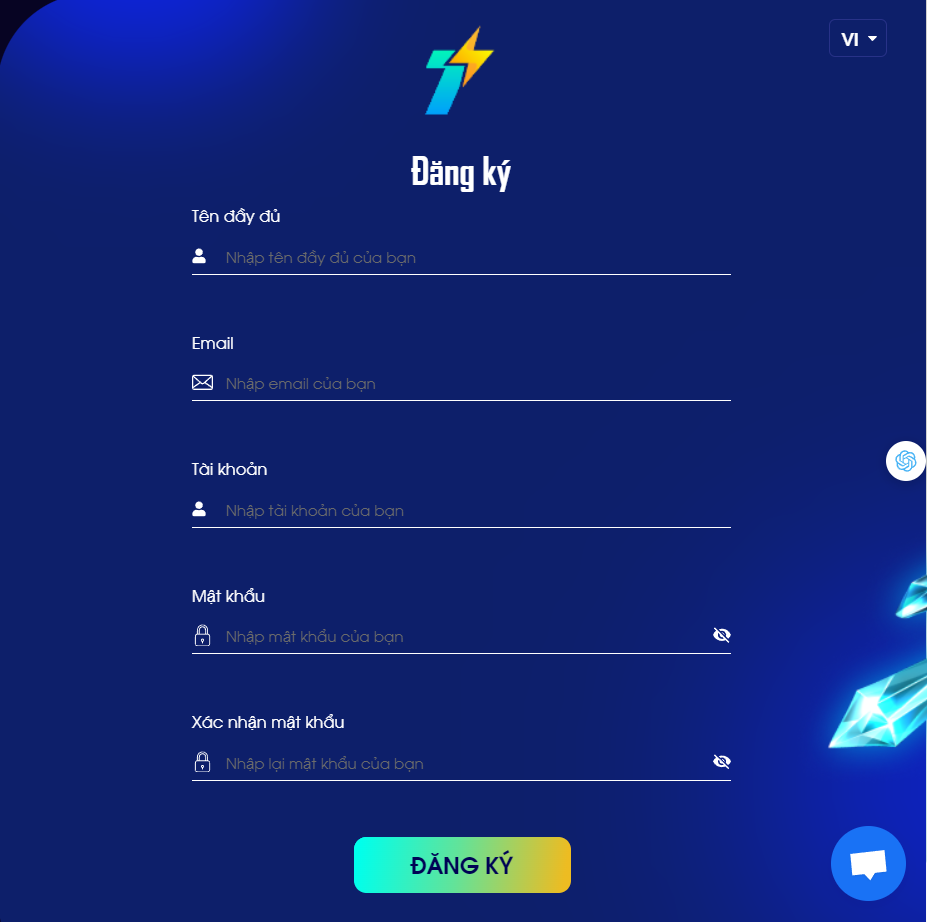 VI
Đăng ký
Tên đầy đủ
Nhập tên đầy đủ của bạn
Email
Nhập email của bạn
Tài khoản
Nhập tài khoản của bạn
Mật khẩu
Nhập mật khẩu của bạn
Xác nhận mật khẩu
Nhập lại mật khẩu của bạn
ĐĂNG KÝ